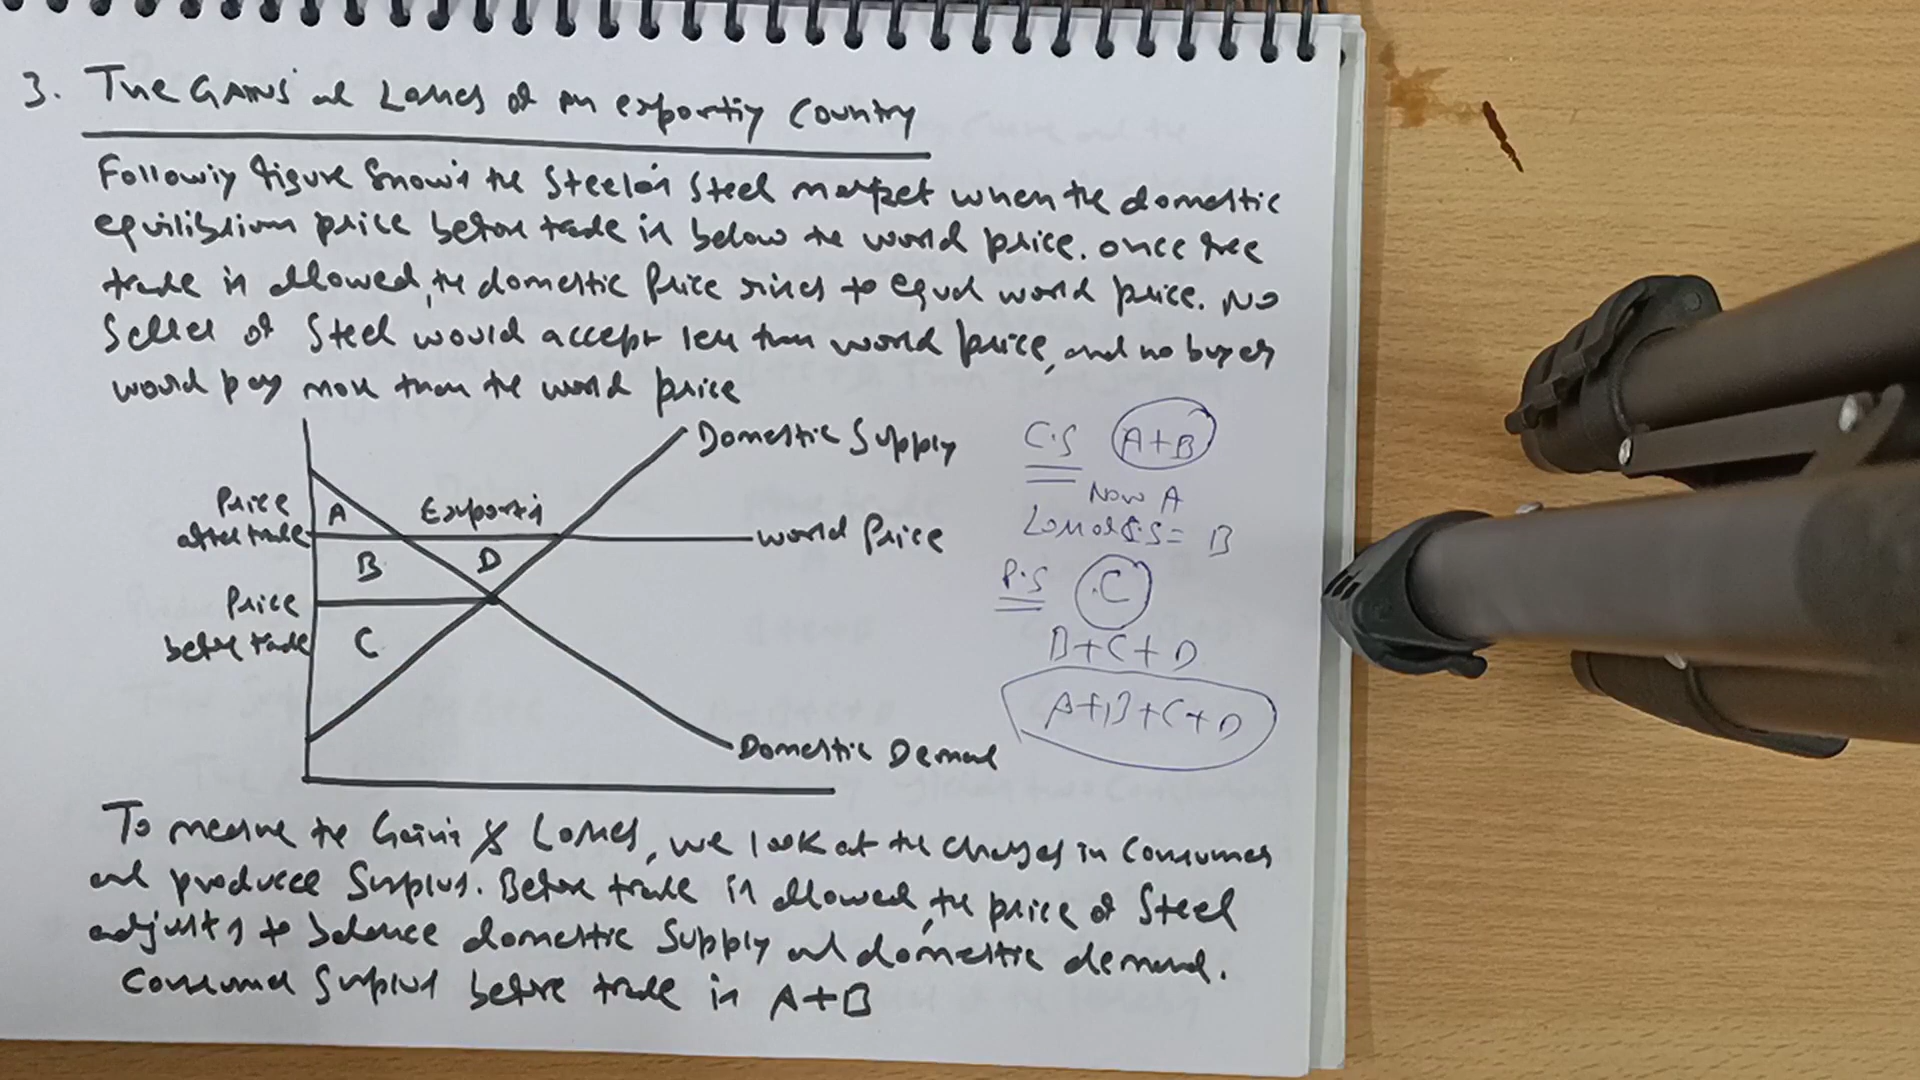 3. The Gains and Losses of an exporting Country
Following figure shows the Steelois Steel market when the domestic
equilibrium price before trade is below the world price. once free
trade is allowed, the domestic Price rises to equal world price. No
Seller of Steel would accept less than world price, and no buyer
would pay more than the world price
Domestic Supply
Price after trade
A
Exports
World Price
B
D
Price before trade
C
Domestic Demand
C.S A+B
Now A
Loss of C.S = B
P.S C
B+C+D
A+B+C+D
To measure the Gains & Losses, we look at the changes in Consumer
and producer Surplus. Before trade is allowed, the price of Steel
adjusts to balance domestic Supply and domestic demand.
Consumer Surplus before trade is A+B